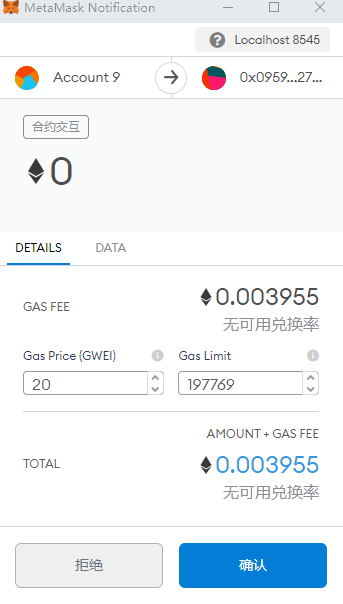 MetaMask Notification
Localhost 8545
Account 9
0x0959...27...
合约交互
0
DETAILS DATA
GAS FEE
0.003955
无可用兑换率
Gas Price (GWEI) Gas Limit
20 197769
AMOUNT + GAS FEE
TOTAL
0.003955
无可用兑换率
拒绝 确认